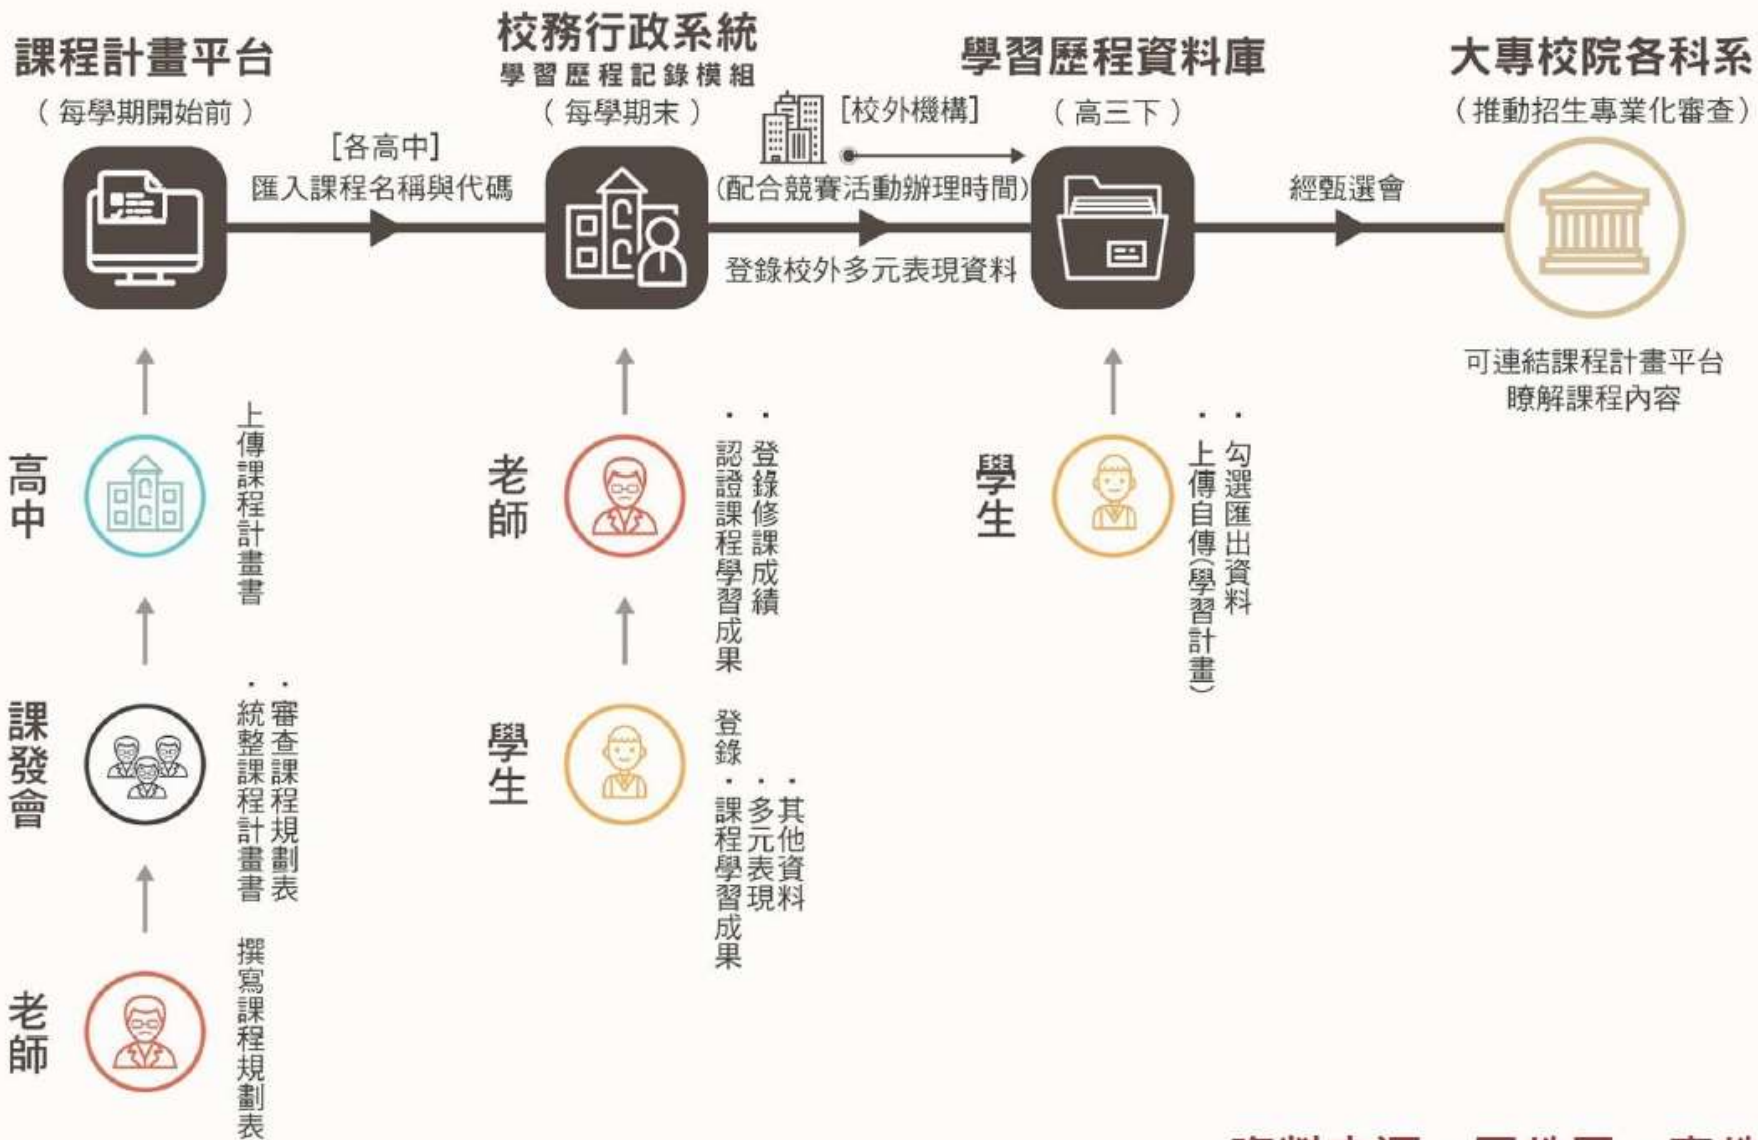 課程計畫平台
（每學期開始前）
[各高中]
匯入課程名稱與代碼
校務行政系統
學習歷程記錄模組
（每學期末）
[校外機構]
(配合競賽活動辦理時間)
登錄校外多元表現資料
學習歷程資料庫
（高三下）
經甄選會
大專校院各科系
（推動招生專業化審查）
可連結課程計畫平台
瞭解課程內容
高中
上傳課程計畫書
課發會
·審查課程規劃表
·統整課程計畫書
老師
撰寫課程規劃表
老師
·登錄修課成績
·認證課程學習成果
學生
登錄
·其他資料
·多元表現
·課程學習成果
學生
·勾選匯出資料
·上傳自傳(學習計畫)